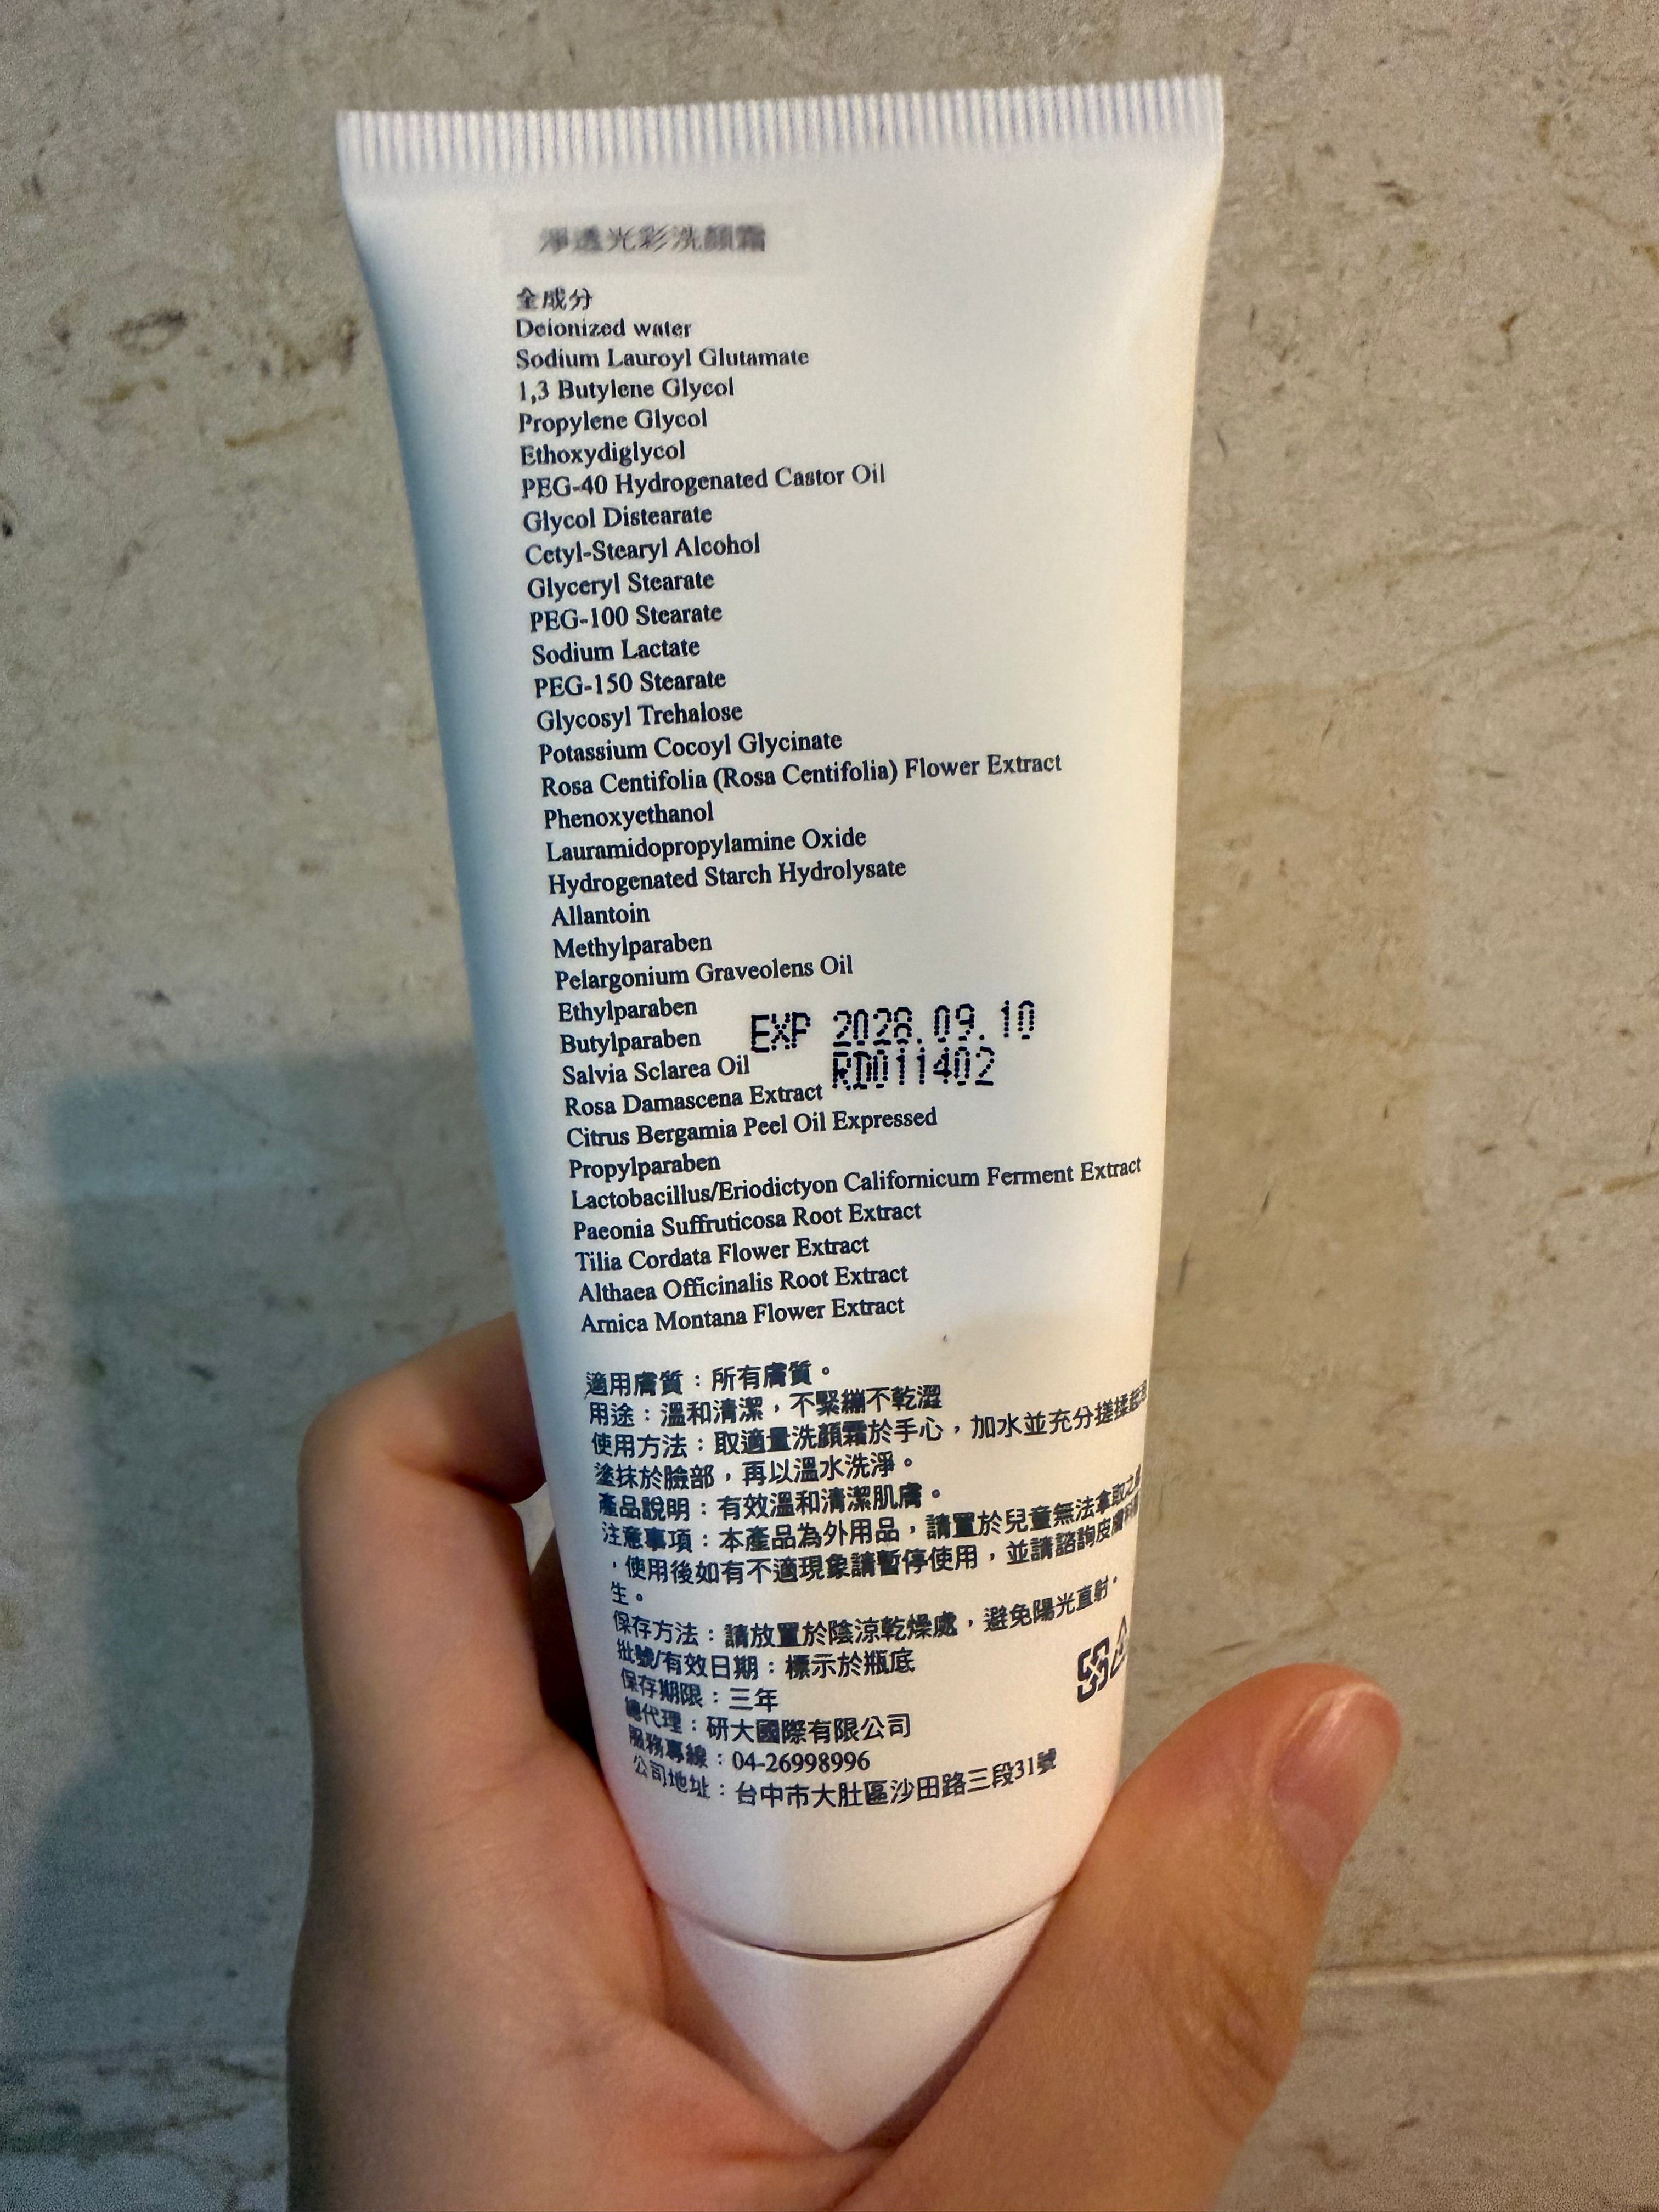 淨透光彩洗顏霜
全成分
Deionized water
Sodium Lauroyl Glutamate
1,3 Butylene Glycol
Propylene Glycol
Ethoxydiglycol
PEG-40 Hydrogenated Castor Oil
Glycol Distearate
Cetyl-Stearyl Alcohol
Glyceryl Stearate
PEG-100 Stearate
Sodium Lactate
PEG-150 Stearate
Glycosyl Trehalose
Potassium Cocoyl Glycinate
Rosa Centifolia (Rosa Centifolia) Flower Extract
Phenoxyethanol
Lauramidopropylamine Oxide
Hydrogenated Starch Hydrolysate
Allantoin
Methylparaben
Pelargonium Graveolens Oil
Ethylparaben
Butylparaben
EXP 2028.09.10
Salvia Sclarea Oil
RD011402
Rosa Damascena Extract
Citrus Bergamia Peel Oil Expressed
Propylparaben
Lactobacillus/Eriodictyon Californicum Ferment Extract
Paeonia Suffruticosa Root Extract
Tilia Cordata Flower Extract
Althaea Officinalis Root Extract
Arnica Montana Flower Extract
適用膚質：所有膚質。
用途：溫和清潔，不緊繃不乾澀
使用方法：取適量洗顏霜於手心，加水並充分搓揉起泡
塗抹於臉部，再以溫水洗淨。
產品說明：有效溫和清潔肌膚。
注意事項：本產品為外用品，請置於兒童無法拿取之
，使用後如有不適現象請暫停使用，並請諮詢皮膚科
生。
保存方法：請放置於陰涼乾燥處，避免陽光直射。
批號/有效日期：標示於瓶底
保存期限：三年
總代理：研大國際有限公司
服務專線：04-26998996
公司地址：台中市大肚區沙田路三段31號